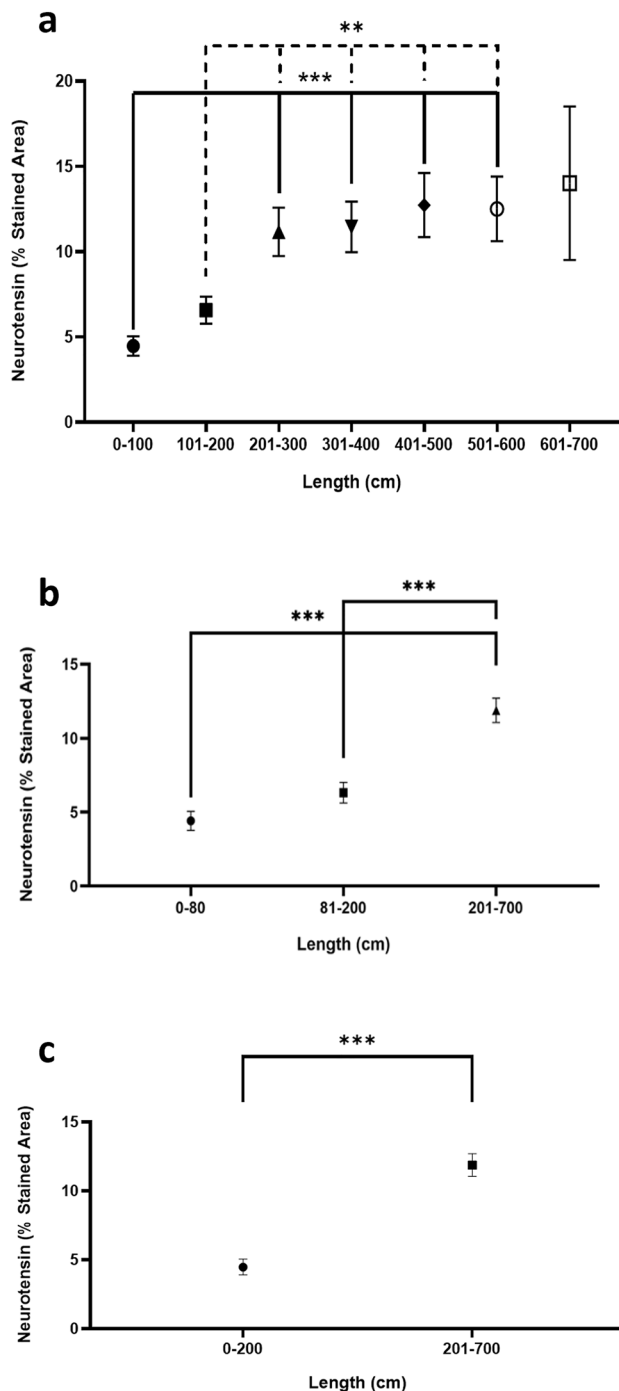 a
**
***
20
15
10
5
0
Neurotensin (% Stained Area)
0-100 101-200 201-300 301-400 401-500 501-600 601-700
Length (cm)
b
***
***
15
10
5
0
Neurotensin (% Stained Area)
0-80 81-200 201-700
Length (cm)
c
***
15
10
5
0
Neurotensin (% Stained Area)
0-200 201-700
Length (cm)